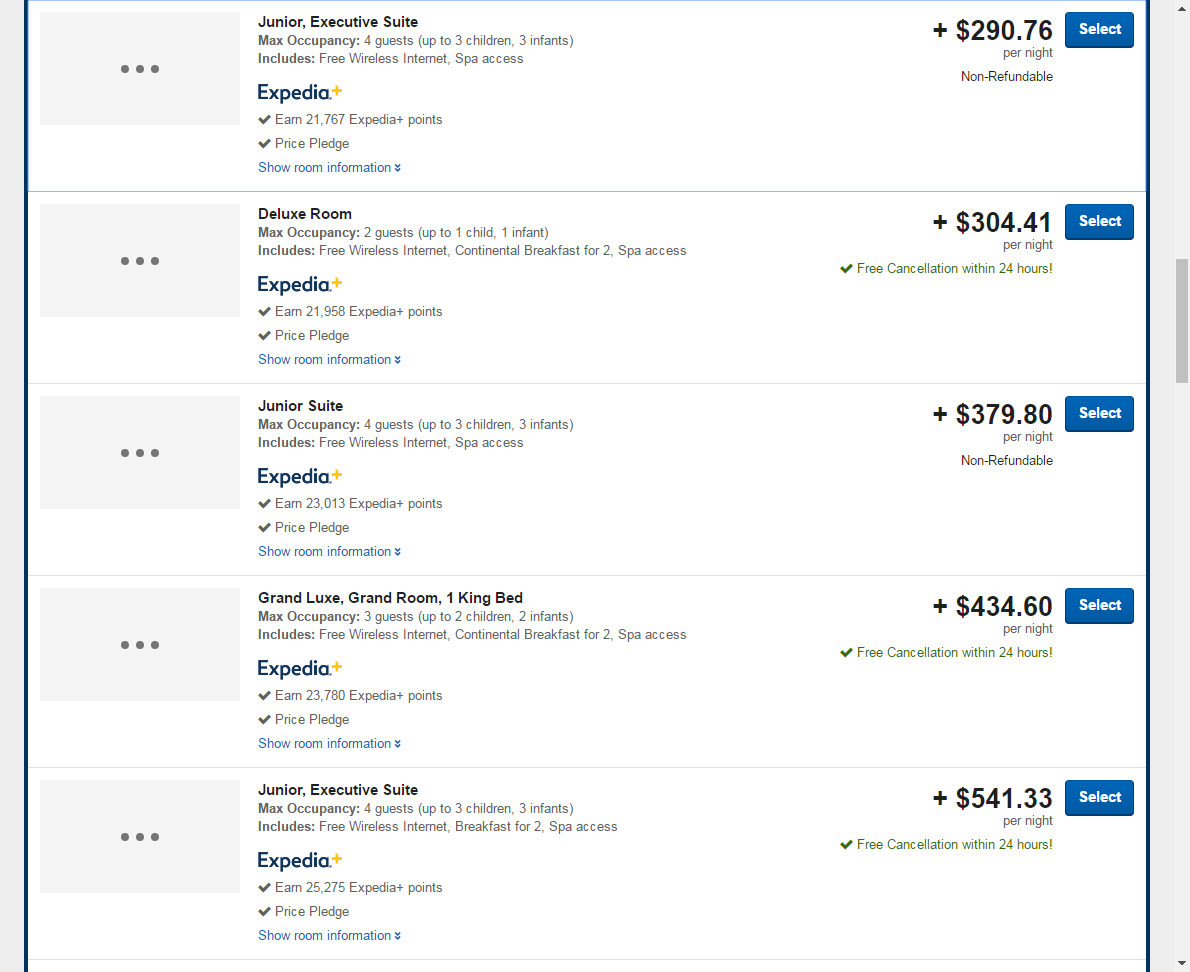 Junior, Executive Suite
Max Occupancy: 4 guests (up to 3 children, 3 infants)
Includes: Free Wireless Internet, Spa access
Expedia+
Earn 21,767 Expedia+ points
Price Pledge
Show room information
+ $290.76
per night
Non-Refundable
Select
Deluxe Room
Max Occupancy: 2 guests (up to 1 child, 1 infant)
Includes: Free Wireless Internet, Continental Breakfast for 2, Spa access
Expedia+
Earn 21,958 Expedia+ points
Price Pledge
Show room information
+ $304.41
per night
Free Cancellation within 24 hours!
Select
Junior Suite
Max Occupancy: 4 guests (up to 3 children, 3 infants)
Includes: Free Wireless Internet, Spa access
Expedia+
Earn 23,013 Expedia+ points
Price Pledge
Show room information
+ $379.80
per night
Non-Refundable
Select
Grand Luxe, Grand Room, 1 King Bed
Max Occupancy: 3 guests (up to 2 children, 2 infants)
Includes: Free Wireless Internet, Continental Breakfast for 2, Spa access
Expedia+
Earn 23,780 Expedia+ points
Price Pledge
Show room information
+ $434.60
per night
Free Cancellation within 24 hours!
Select
Junior, Executive Suite
Max Occupancy: 4 guests (up to 3 children, 3 infants)
Includes: Free Wireless Internet, Breakfast for 2, Spa access
Expedia+
Earn 25,275 Expedia+ points
Price Pledge
Show room information
+ $541.33
per night
Free Cancellation within 24 hours!
Select